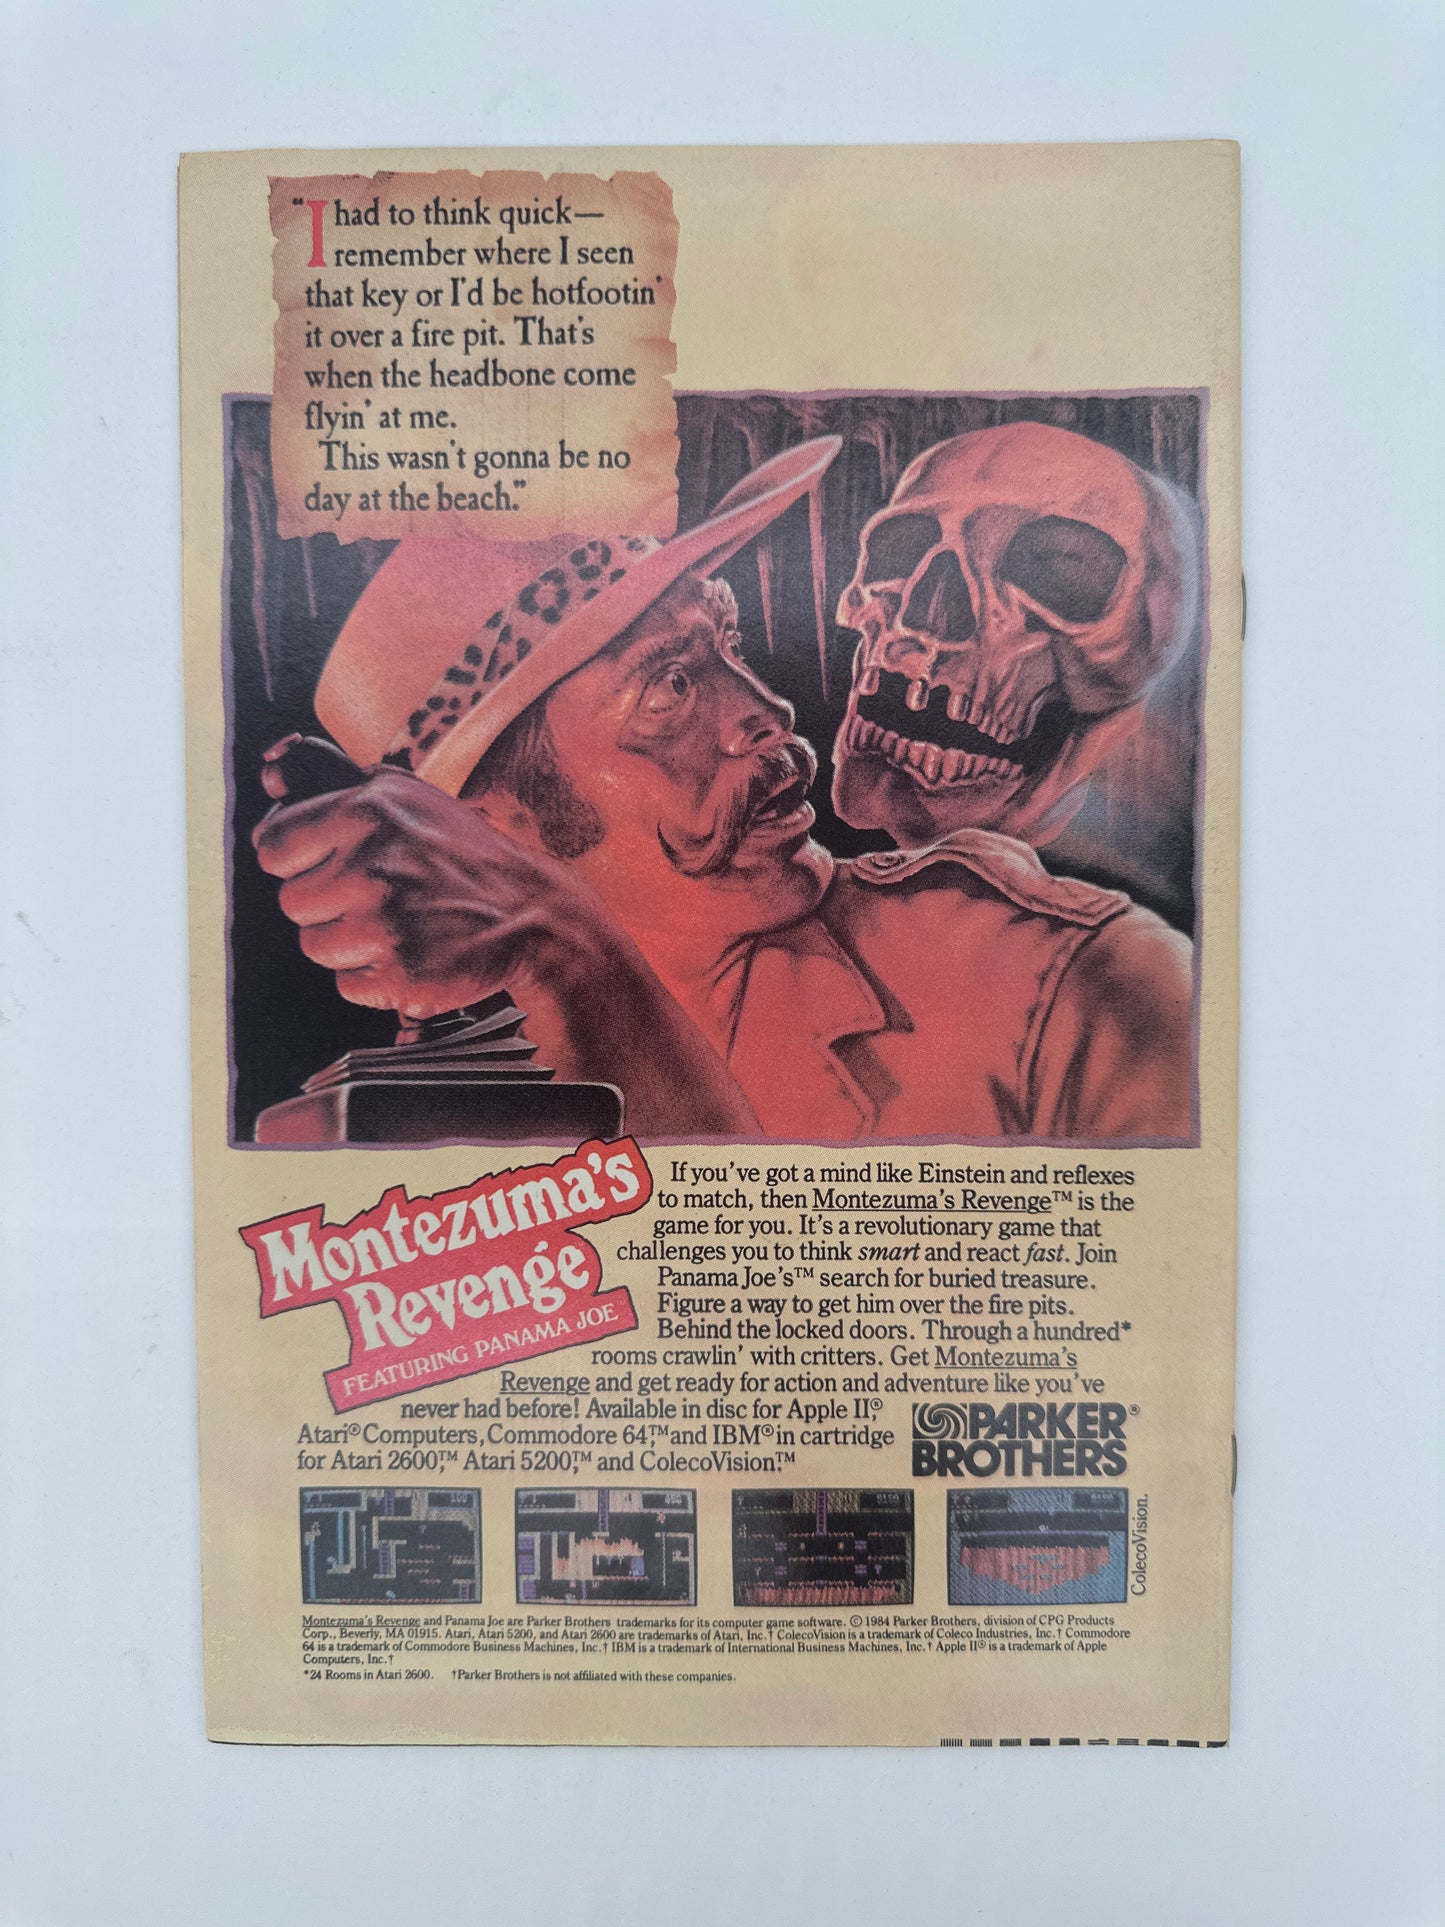 "I had to think quick—
remember where I seen
that key or I'd be hotfootin'
it over a fire pit. That's
when the headbone come
flyin' at me.
This wasn't gonna be no
day at the beach."
Montezuma's
Revenge
FEATURING PANAMA JOE
If you've got a mind like Einstein and reflexes
to match, then Montezuma's Revenge™ is the
game for you. It's a revolutionary game that
challenges you to think smart and react fast. Join
Panama Joe's™ search for buried treasure.
Figure a way to get him over the fire pits.
Behind the locked doors. Through a hundred*
rooms crawlin' with critters. Get Montezuma's
Revenge and get ready for action and adventure like you've
never had before! Available in disc for Apple II,®
Atari® Computers, Commodore 64,™ and IBM® in cartridge
for Atari 2600,™ Atari 5200,™ and ColecoVision.™
PARKER®
BROTHERS
ColecoVision.
Montezuma's Revenge and Panama Joe are Parker Brothers trademarks for its computer game software. © 1984 Parker Brothers, division of CPG Products
Corp., Beverly, MA 01915. Atari, Atari 5200, and Atari 2600 are trademarks of Atari, Inc.† ColecoVision is a trademark of Coleco Industries, Inc.† Commodore
64 is a trademark of Commodore Business Machines, Inc.† IBM is a trademark of International Business Machines, Inc.† Apple II® is a trademark of Apple
Computers, Inc.†
*24 Rooms in Atari 2600. †Parker Brothers is not affiliated with these companies.